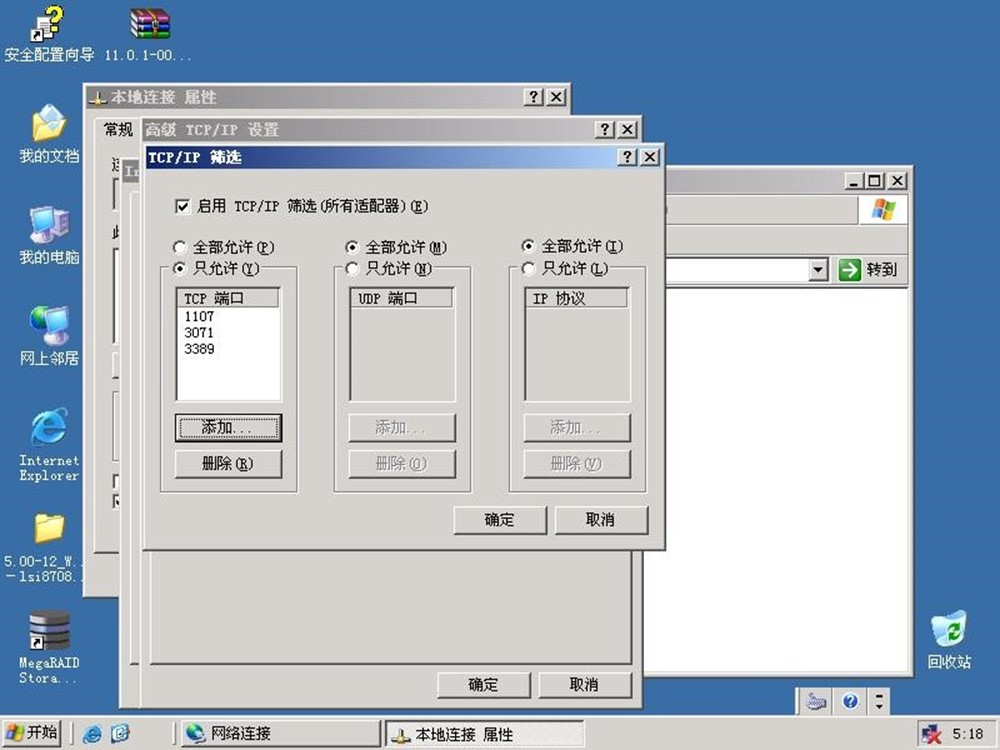 安全配置向导
11.0.1-00...
我的文档
我的电脑
网上邻居
Internet
Explorer
5.00-12_W..
-lsi8708.
MegaRAID
Stora...
回收站
本地连接 属性
常规
高级 TCP/IP 设置
TCP/IP 筛选
启用 TCP/IP 筛选(所有适配器)(E)
全部允许(P)
只允许(Y)
TCP 端口
1107
3071
3389
添加...
删除(R)
全部允许(M)
只允许(N)
UDP 端口
添加...
删除(O)
全部允许(I)
只允许(L)
IP 协议
添加...
删除(V)
确定
取消
转到
确定
取消
开始
网络连接
本地连接 属性
5:18